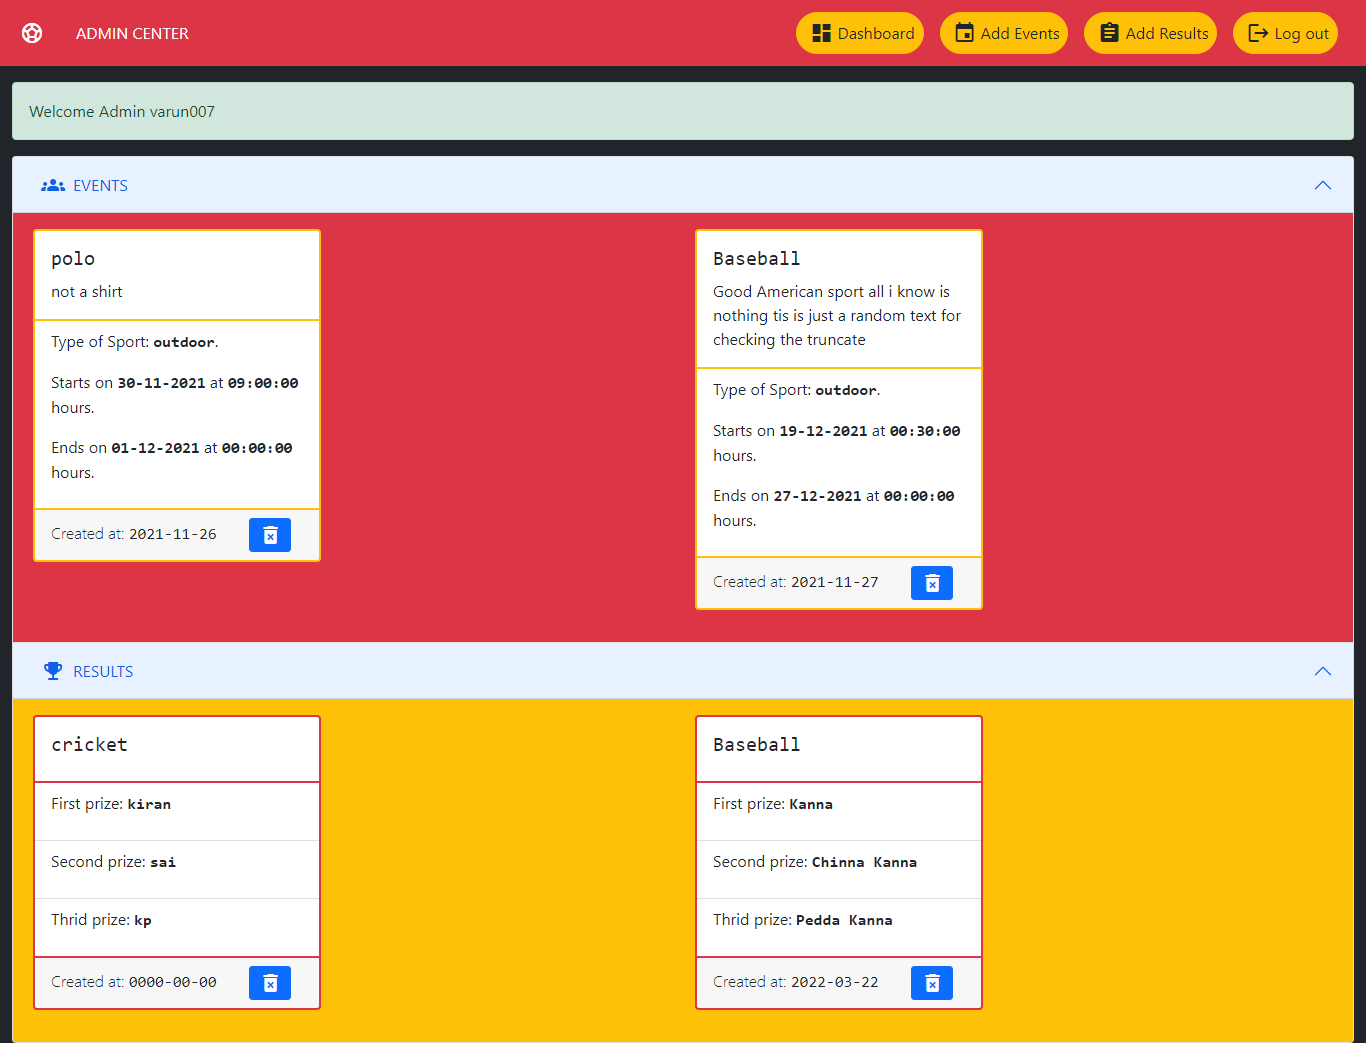 ADMIN CENTER
Dashboard
Add Events
Add Results
Log out
Welcome Admin varun007
EVENTS
polo
not a shirt
Type of Sport: outdoor.
Starts on 30-11-2021 at 09:00:00
hours.
Ends on 01-12-2021 at 00:00:00
hours.
Created at: 2021-11-26
Baseball
Good American sport all i know is
nothing tis is just a random text for
checking the truncate
Type of Sport: outdoor.
Starts on 19-12-2021 at 00:30:00
hours.
Ends on 27-12-2021 at 00:00:00
hours.
Created at: 2021-11-27
RESULTS
cricket
First prize: kiran
Second prize: sai
Thrid prize: kp
Created at: 0000-00-00
Baseball
First prize: Kanna
Second prize: Chinna Kanna
Thrid prize: Pedda Kanna
Created at: 2022-03-22